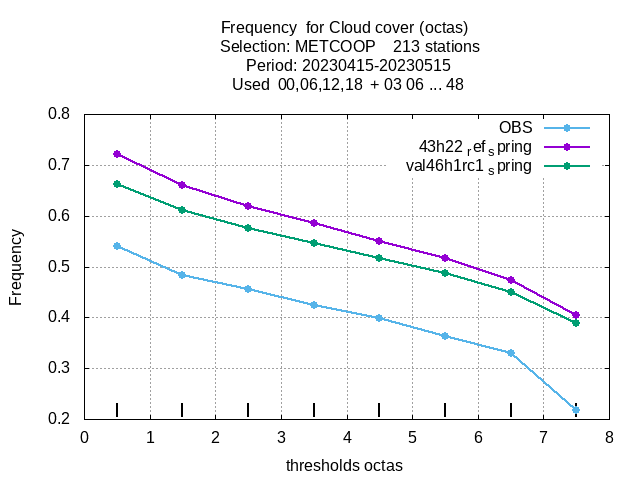 Frequency for Cloud cover (octas)
Selection: METCOOP 213 stations
Period: 20230415-20230515
Used 00,06,12,18 + 03 06 ... 48
OBS
43h22 ref spring
val46h1rc1 spring
Frequency
0.8
0.7
0.6
0.5
0.4
0.3
0.2
0 1 2 3 4 5 6 7 8
thresholds octas